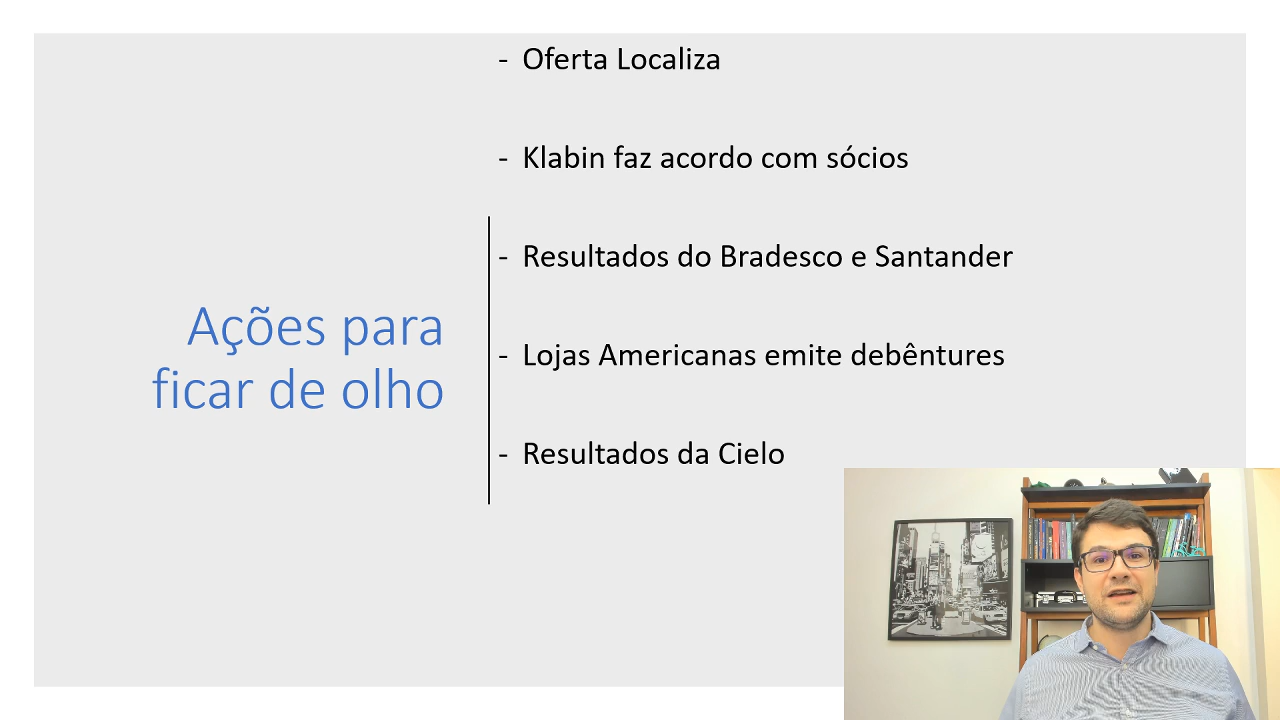 Ações para
ficar de olho
- Oferta Localiza
- Klabin faz acordo com sócios
- Resultados do Bradesco e Santander
- Lojas Americanas emite debêntures
- Resultados da Cielo